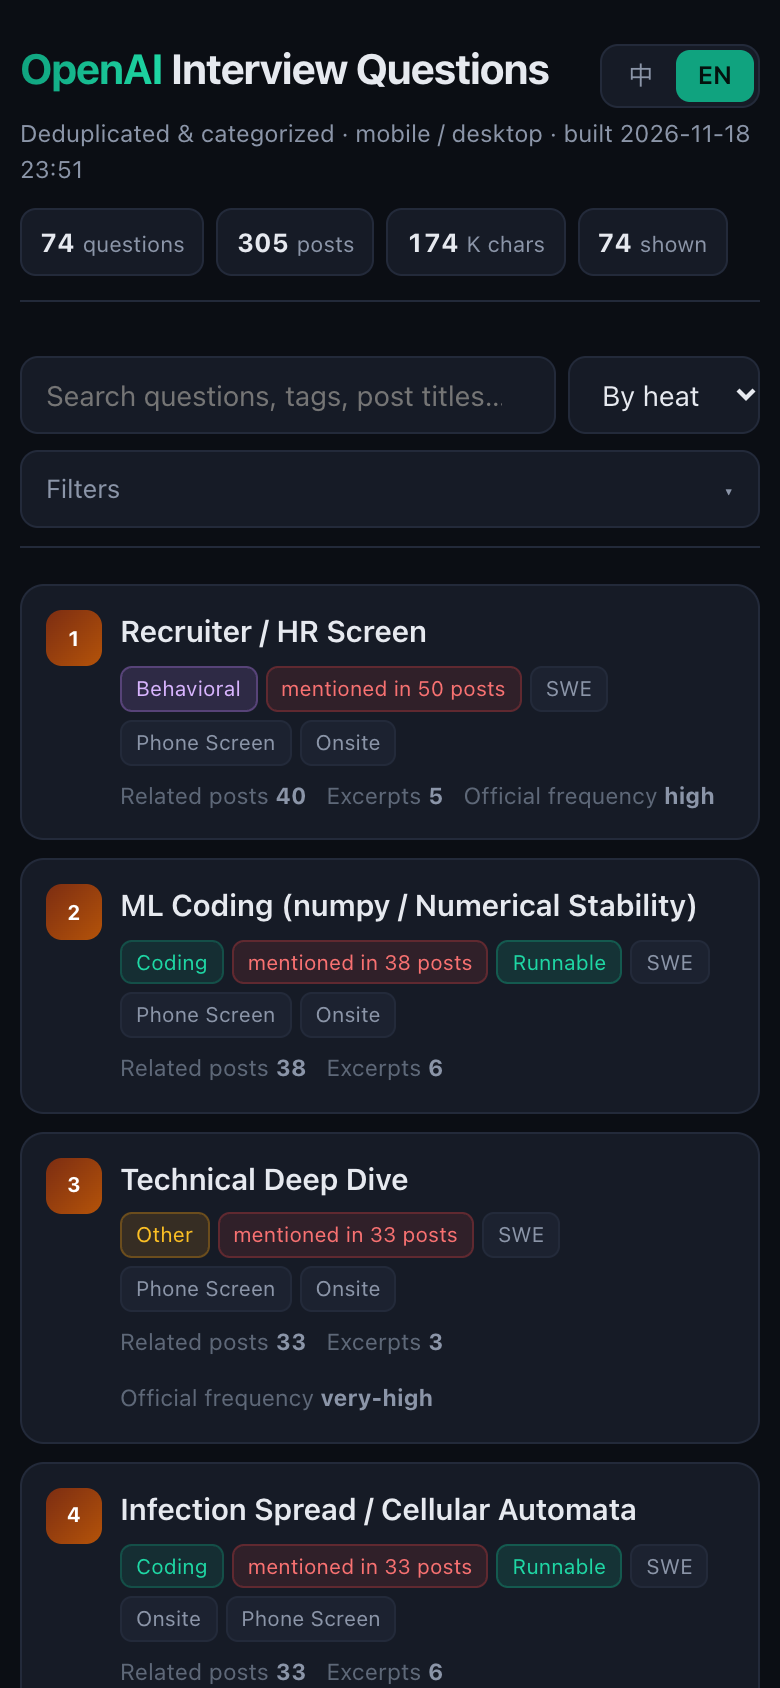 OpenAI Interview Questions
中 EN
Deduplicated & categorized · mobile / desktop · built 2026-11-18
23:51
74 questions 305 posts 174 K chars 74 shown
Search questions, tags, post titles...
By heat
Filters
1 Recruiter / HR Screen
Behavioral mentioned in 50 posts SWE
Phone Screen Onsite
Related posts 40 Excerpts 5 Official frequency high
2 ML Coding (numpy / Numerical Stability)
Coding mentioned in 38 posts Runnable SWE
Phone Screen Onsite
Related posts 38 Excerpts 6
3 Technical Deep Dive
Other mentioned in 33 posts SWE
Phone Screen Onsite
Related posts 33 Excerpts 3
Official frequency very-high
4 Infection Spread / Cellular Automata
Coding mentioned in 33 posts Runnable SWE
Onsite Phone Screen
Related posts 33 Excerpts 6